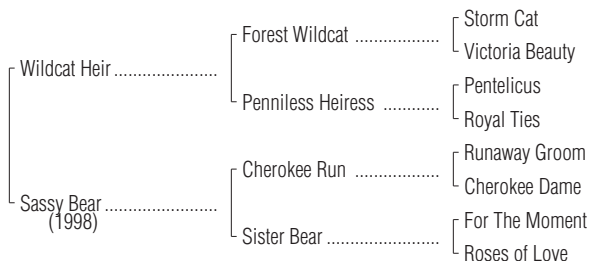 Storm Cat
Forest Wildcat ..................
Victoria Beauty
Wildcat Heir ......................
Pentelicus
Penniless Heiress ............
Royal Ties
Runaway Groom
Cherokee Run ..................
Cherokee Dame
Sassy Bear ........................
(1998)
For The Moment
Sister Bear ........................
Roses of Love